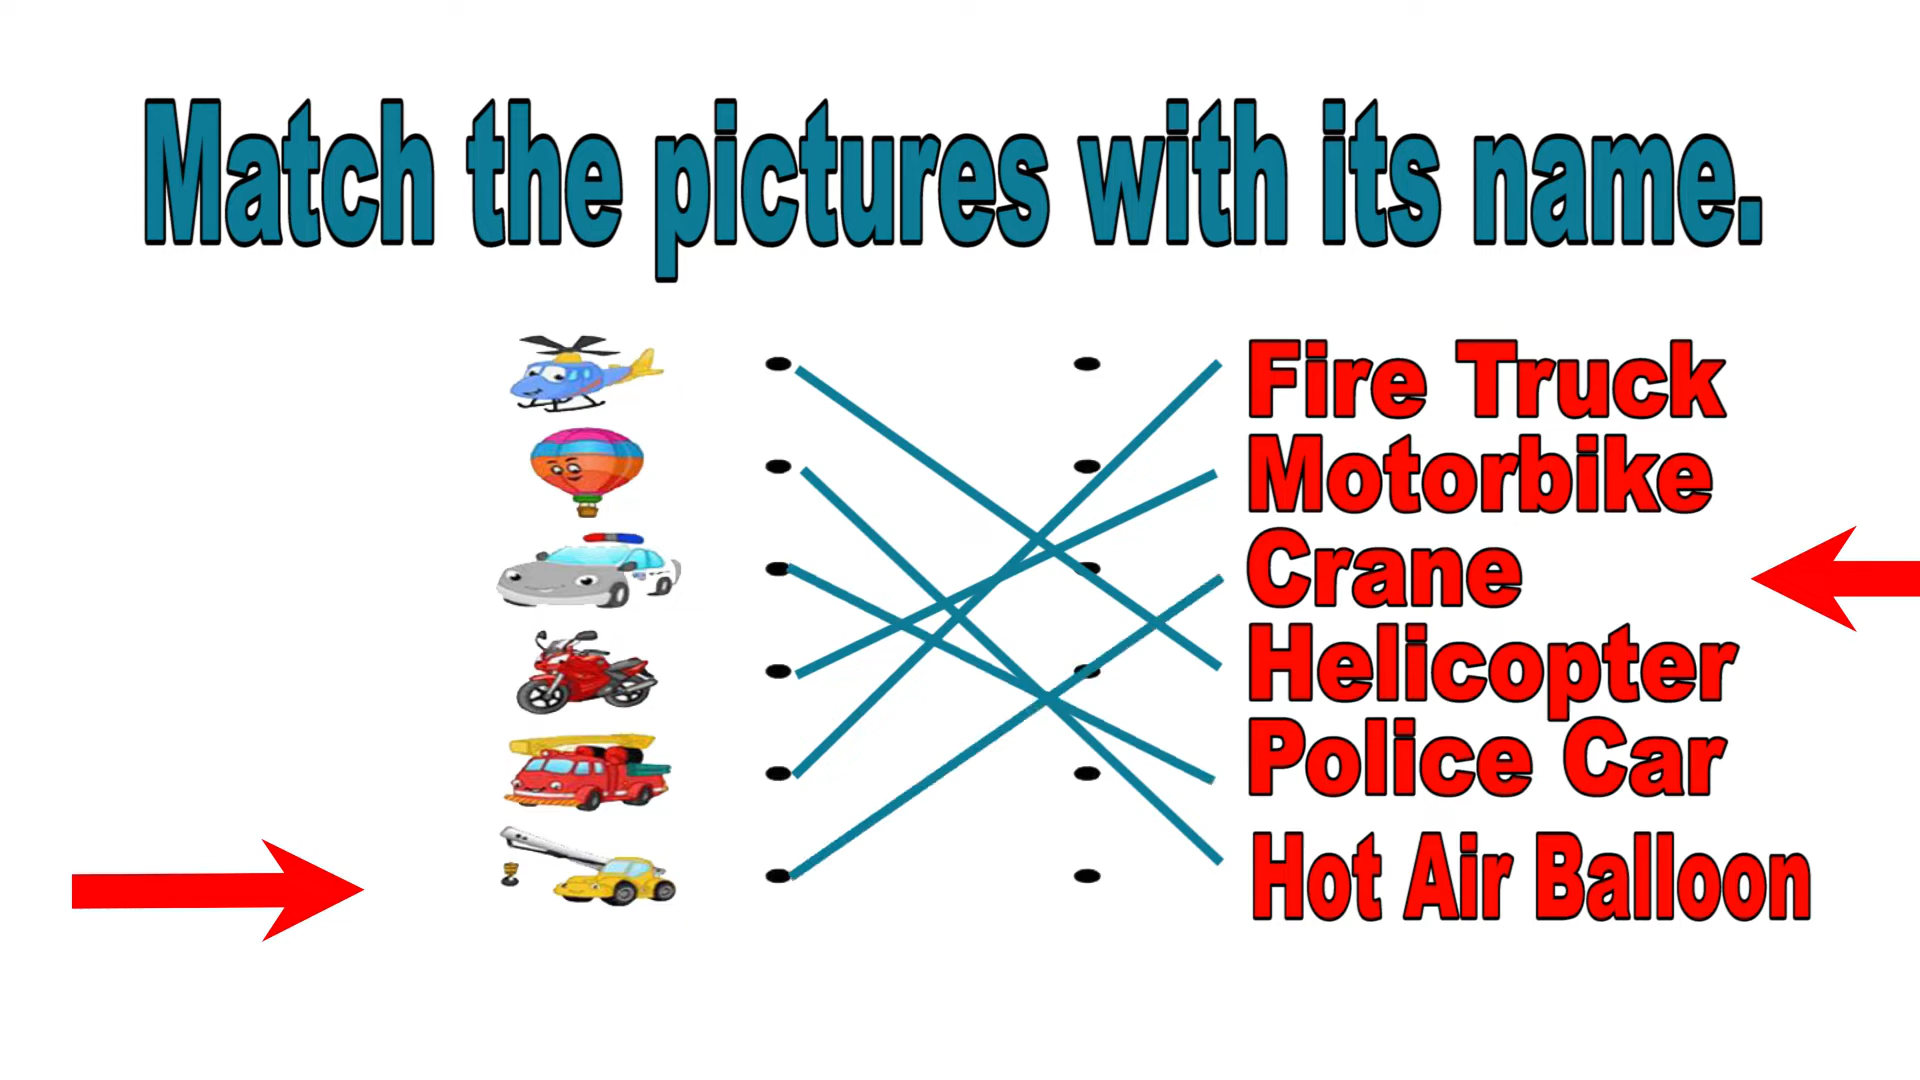 Match the pictures with its name.
Fire Truck
Motorbike
Crane
Helicopter
Police Car
Hot Air Balloon